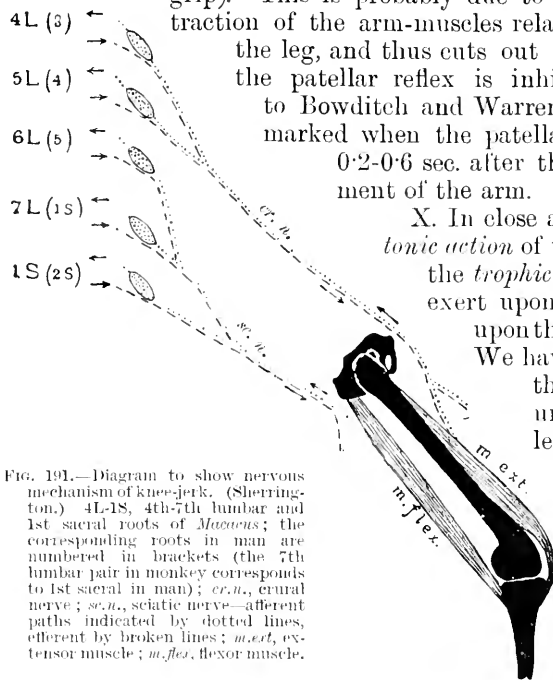 grip). This is probably due to
traction of the arm-muscles rela
the leg, and thus cuts out
the patellar reflex is inhi
to Bowditch and Warren
marked when the patella
0·2-0·6 sec. after th
ment of the arm.
X. In close a
tonic action of
the trophic
exert upon
upon th
We hav
th
le
4L (3)
5L (4)
6L (5)
7L (1S)
1S (2S)
cr. n.
sc. n.
m ext.
m. flex.
FIG. 191.—Diagram to show nervous
mechanism of knee-jerk. (Sherring-
ton.) 4L-1S, 4th-7th lumbar and
1st sacral roots of Macacus; the
corresponding roots in man are
numbered in brackets (the 7th
lumbar pair in monkey corresponds
to 1st sacral in man); cr.n., crural
nerve; sc.n., sciatic nerve—afferent
paths indicated by dotted lines,
efferent by broken lines; m.ext, ex-
tensor muscle; m.flex, flexor muscle.